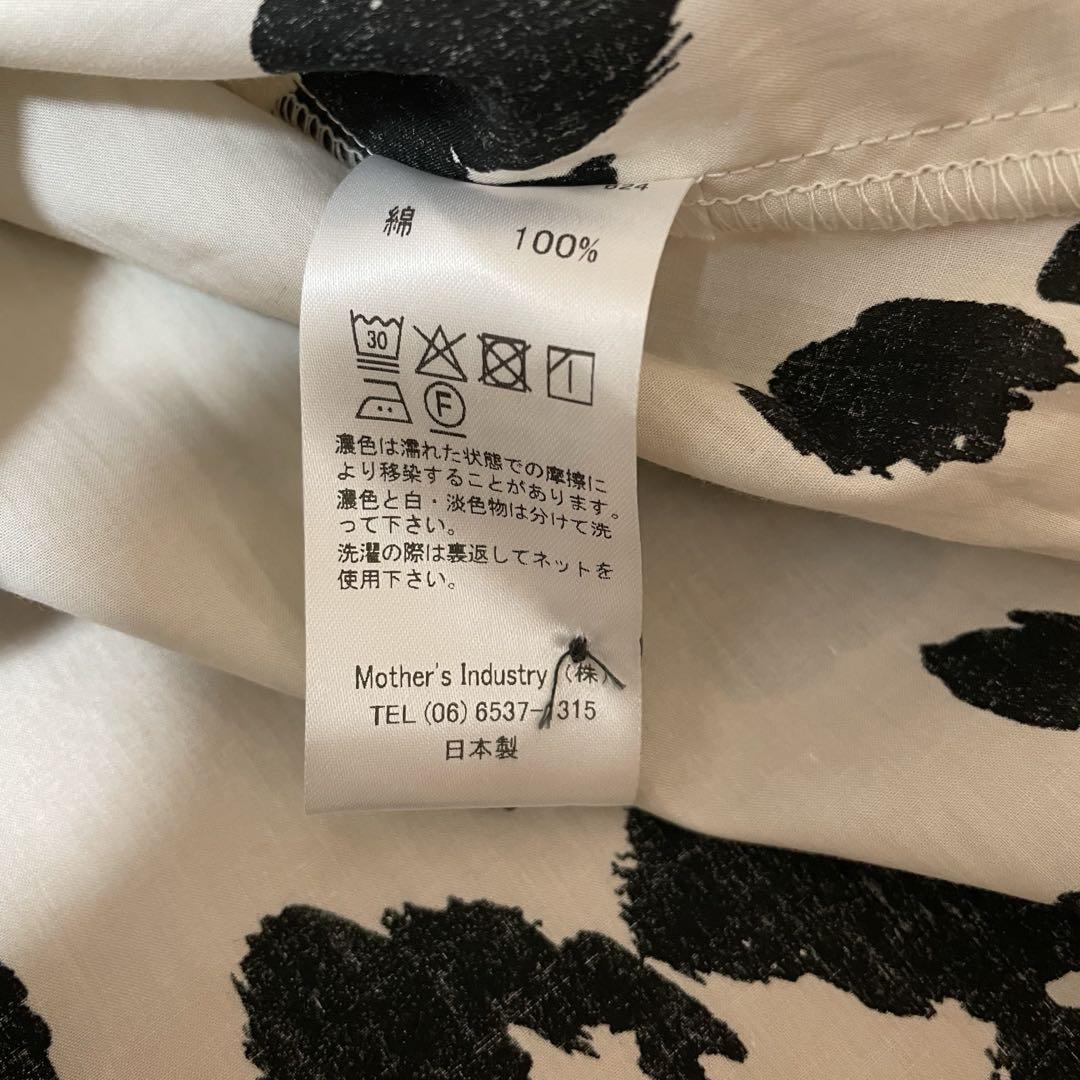 624
綿 100%
30
F
濃色は濡れた状態での摩擦に
より移染することがあります。
濃色と白・淡色物は分けて洗
って下さい。
洗濯の際は裏返してネットを
使用下さい。
Mother's Industry (株)
TEL (06) 6537-1315
日本製